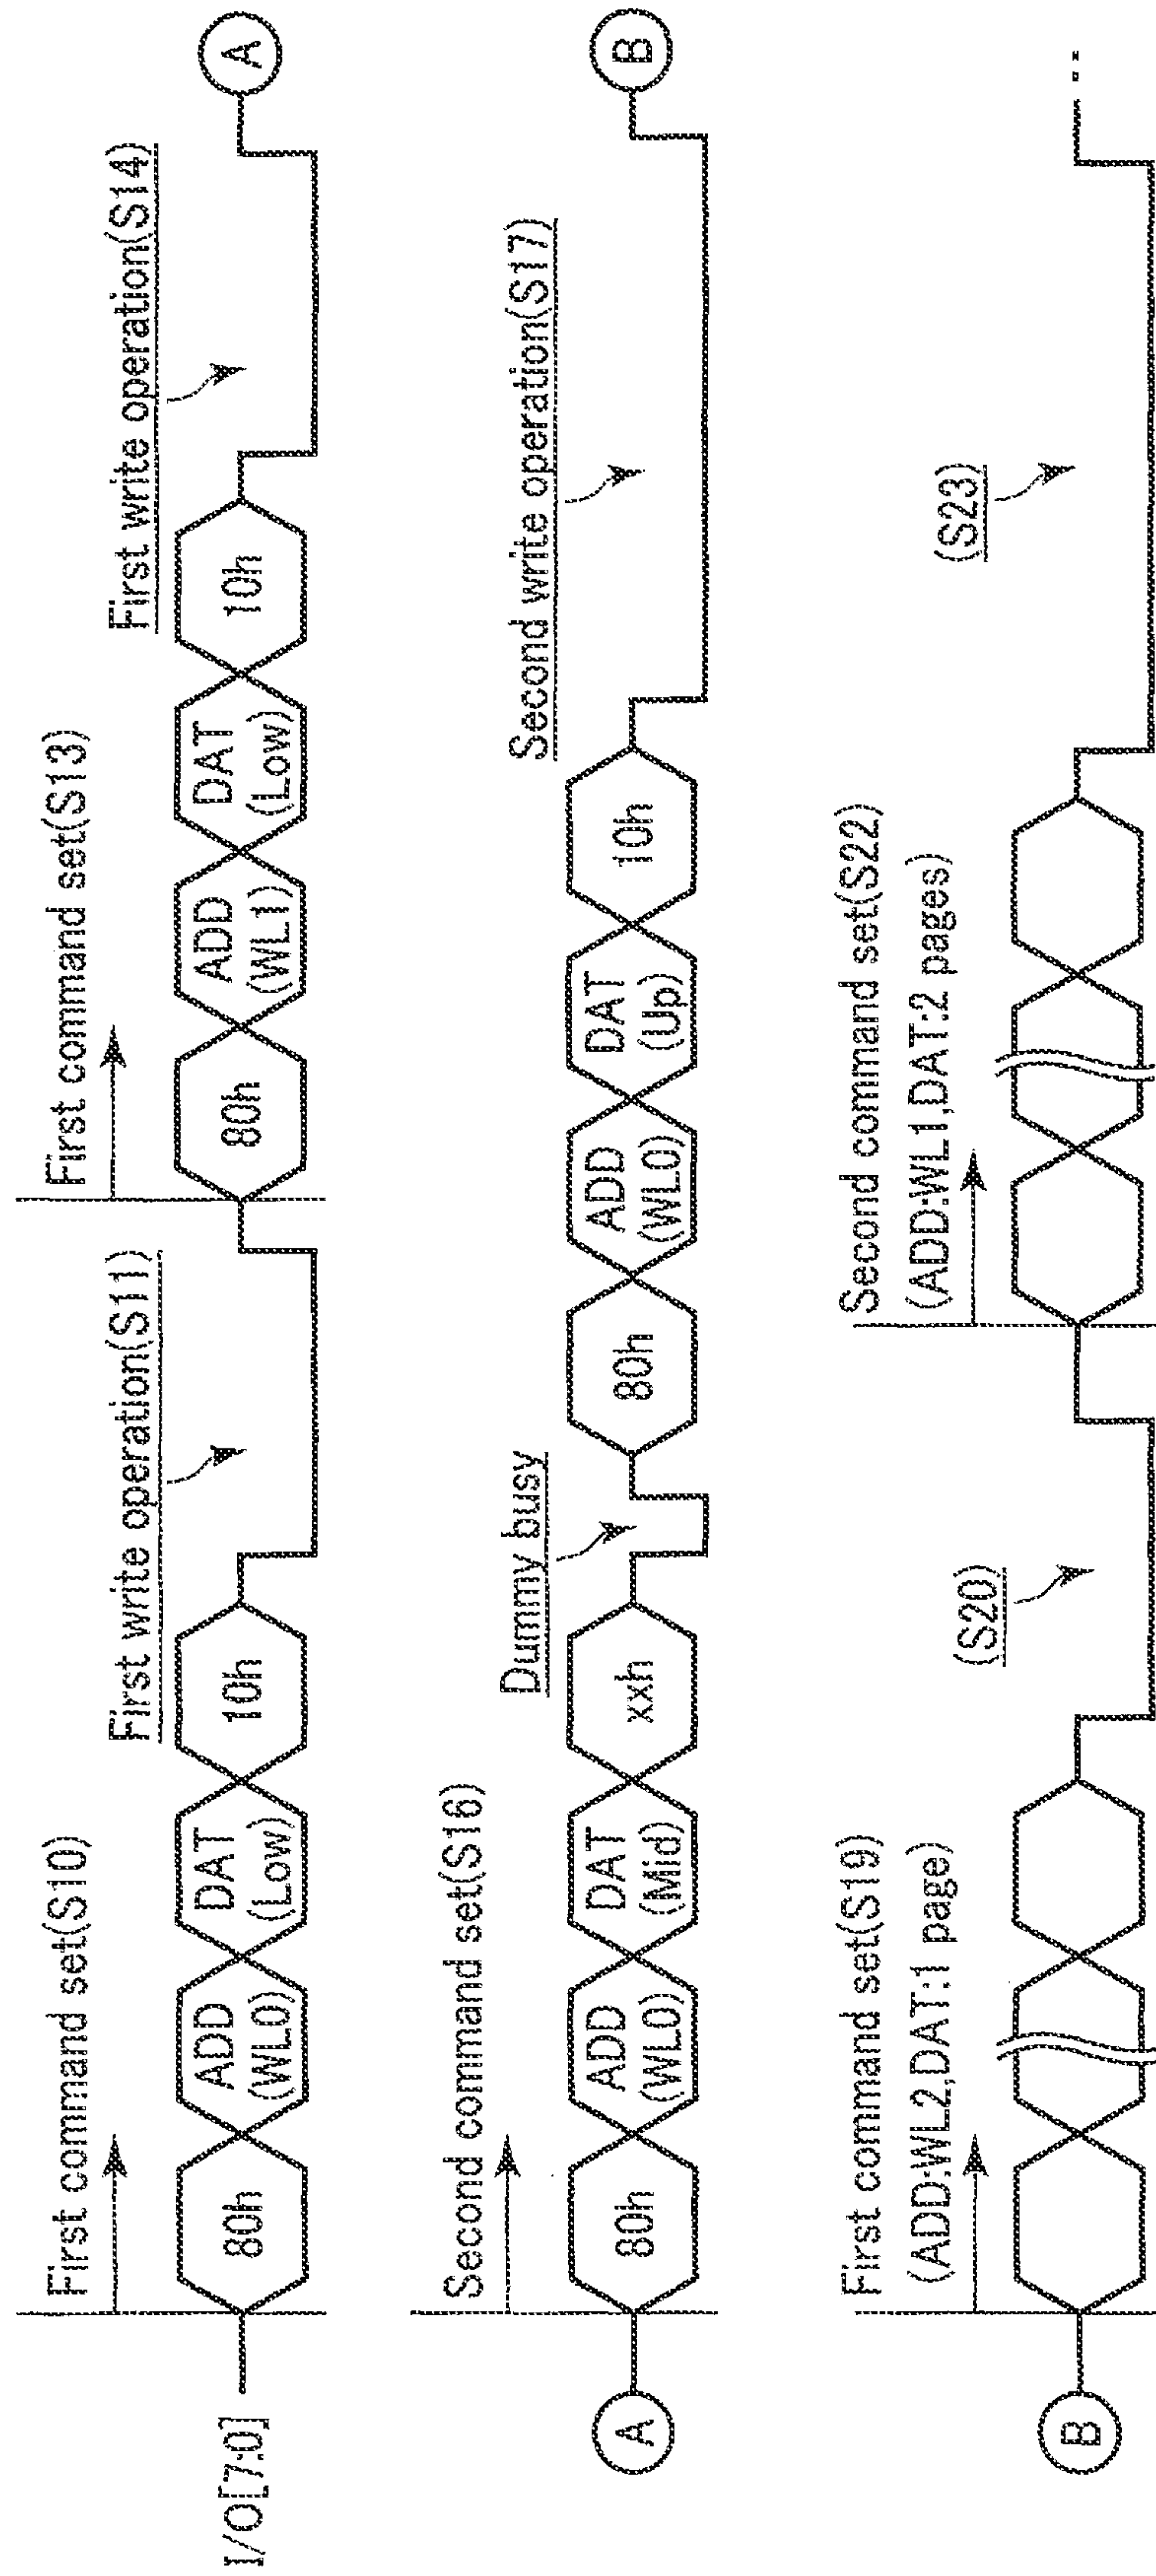 First command set(S10)
First write operation(S11)
First command set(S13)
First write operation(S14)
I/O[7:0]
80h
ADD
(WL0)
DAT
(Low)
10h
80h
ADD
(WL1)
DAT
(Low)
10h
A
Second command set(S16)
Dummy busy
Second write operation(S17)
A
80h
ADD
(WL0)
DAT
(Mid)
xxh
80h
ADD
(WL0)
DAT
(Up)
10h
B
First command set(S19)
(ADD:WL2,DAT:1 page)
(S20)
Second command set(S22)
(ADD:WL1,DAT:2 pages)
(S23)
B